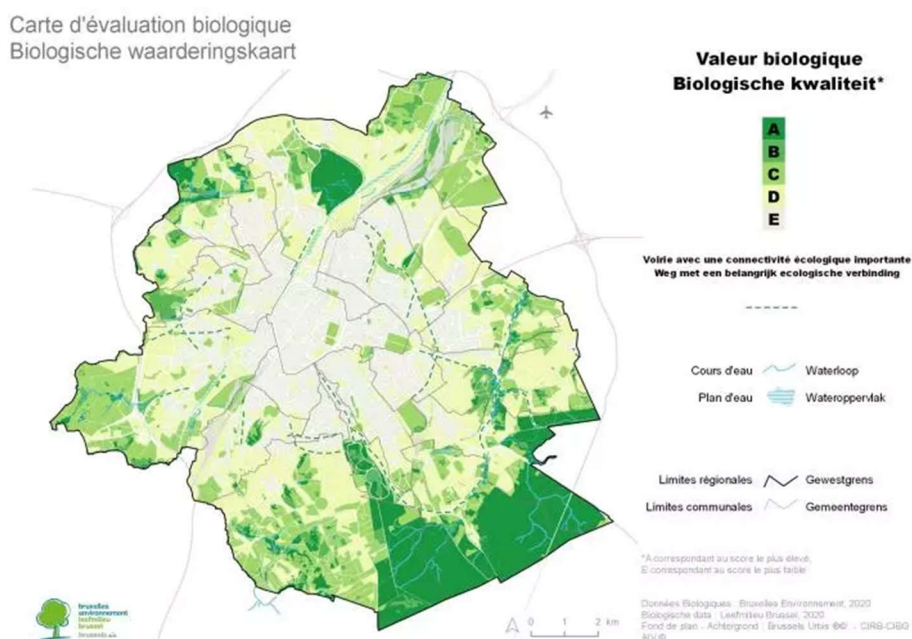 Carte d'évaluation biologique
Biologische waarderingskaart
Valeur biologique
Biologische kwaliteit*
A
B
C
D
E
Voirie avec une connectivité écologique importante
Weg met een belangrijk ecologische verbinding
Cours d'eau Waterloop
Plan d'eau Wateroppervlak
Limites régionales Gewestgrens
Limites communales Gemeentegrens
*A correspondant au score le plus élevé,
E correspondant au score le plus faible
Données Biologiques : Bruxelles Environnement, 2020
Biologische data : Leefmilieu Brussel, 2020
Fond de plan - Achtergrond : Brussels Urbis - CIRB-CIBG
bruxelles
environnement
leefmilieu
brussel
0 1 2 km